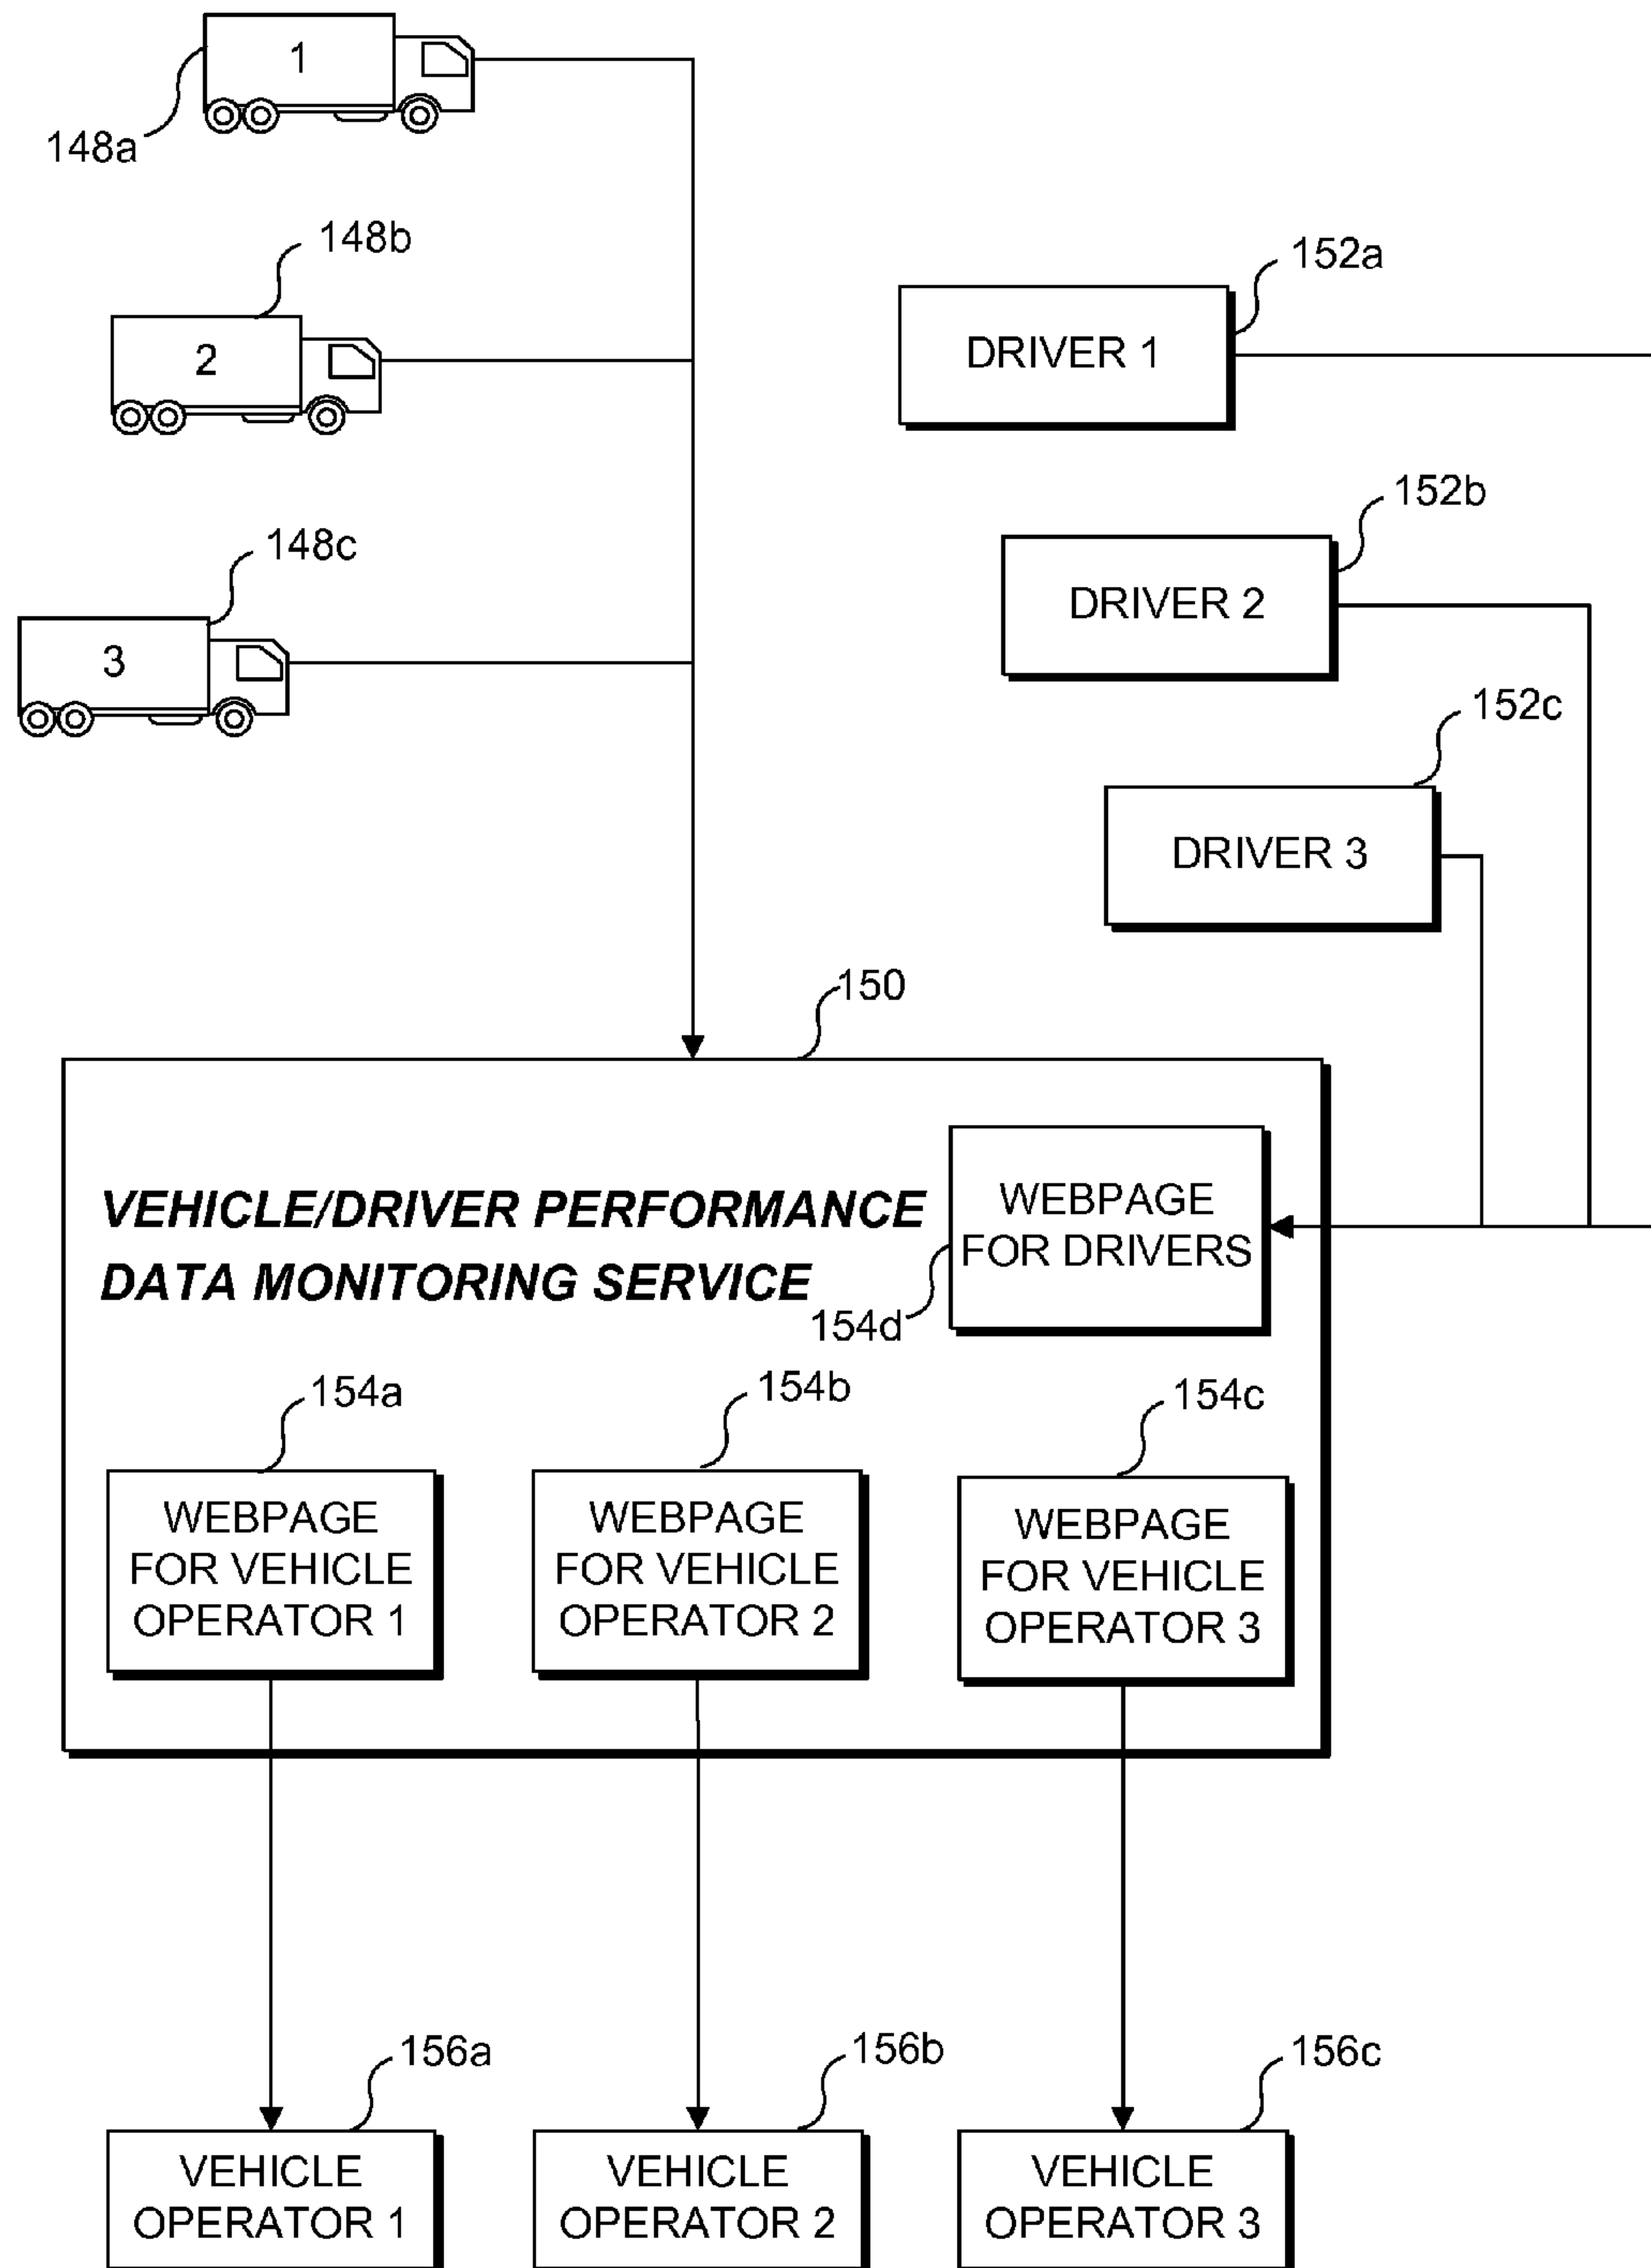 1
148a
148b
2
152a
DRIVER 1
152b
148c
DRIVER 2
3
152c
DRIVER 3
150
WEBPAGE
FOR DRIVERS
VEHICLE/DRIVER PERFORMANCE
DATA MONITORING SERVICE
154d
154a
154b
154c
WEBPAGE
FOR VEHICLE
OPERATOR 1
WEBPAGE
FOR VEHICLE
OPERATOR 2
WEBPAGE
FOR VEHICLE
OPERATOR 3
156a
156b
156c
VEHICLE
OPERATOR 1
VEHICLE
OPERATOR 2
VEHICLE
OPERATOR 3